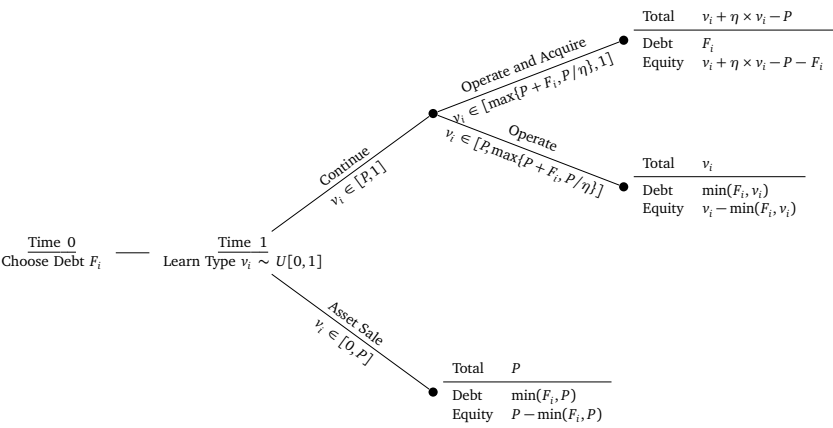 Total v_i + η × v_i − P
Debt F_i
Equity v_i + η × v_i − P − F_i
Operate and Acquire
v_i ∈ [max{P + F_i, P/η}, 1]
Operate
v_i ∈ [P, max{P + F_i, P/η}]
Total v_i
Debt min(F_i, v_i)
Equity v_i − min(F_i, v_i)
Continue
v_i ∈ [P, 1]
Time 0
Choose Debt F_i
Time 1
Learn Type v_i ∼ U[0, 1]
Asset Sale
v_i ∈ [0, P]
Total P
Debt min(F_i, P)
Equity P − min(F_i, P)